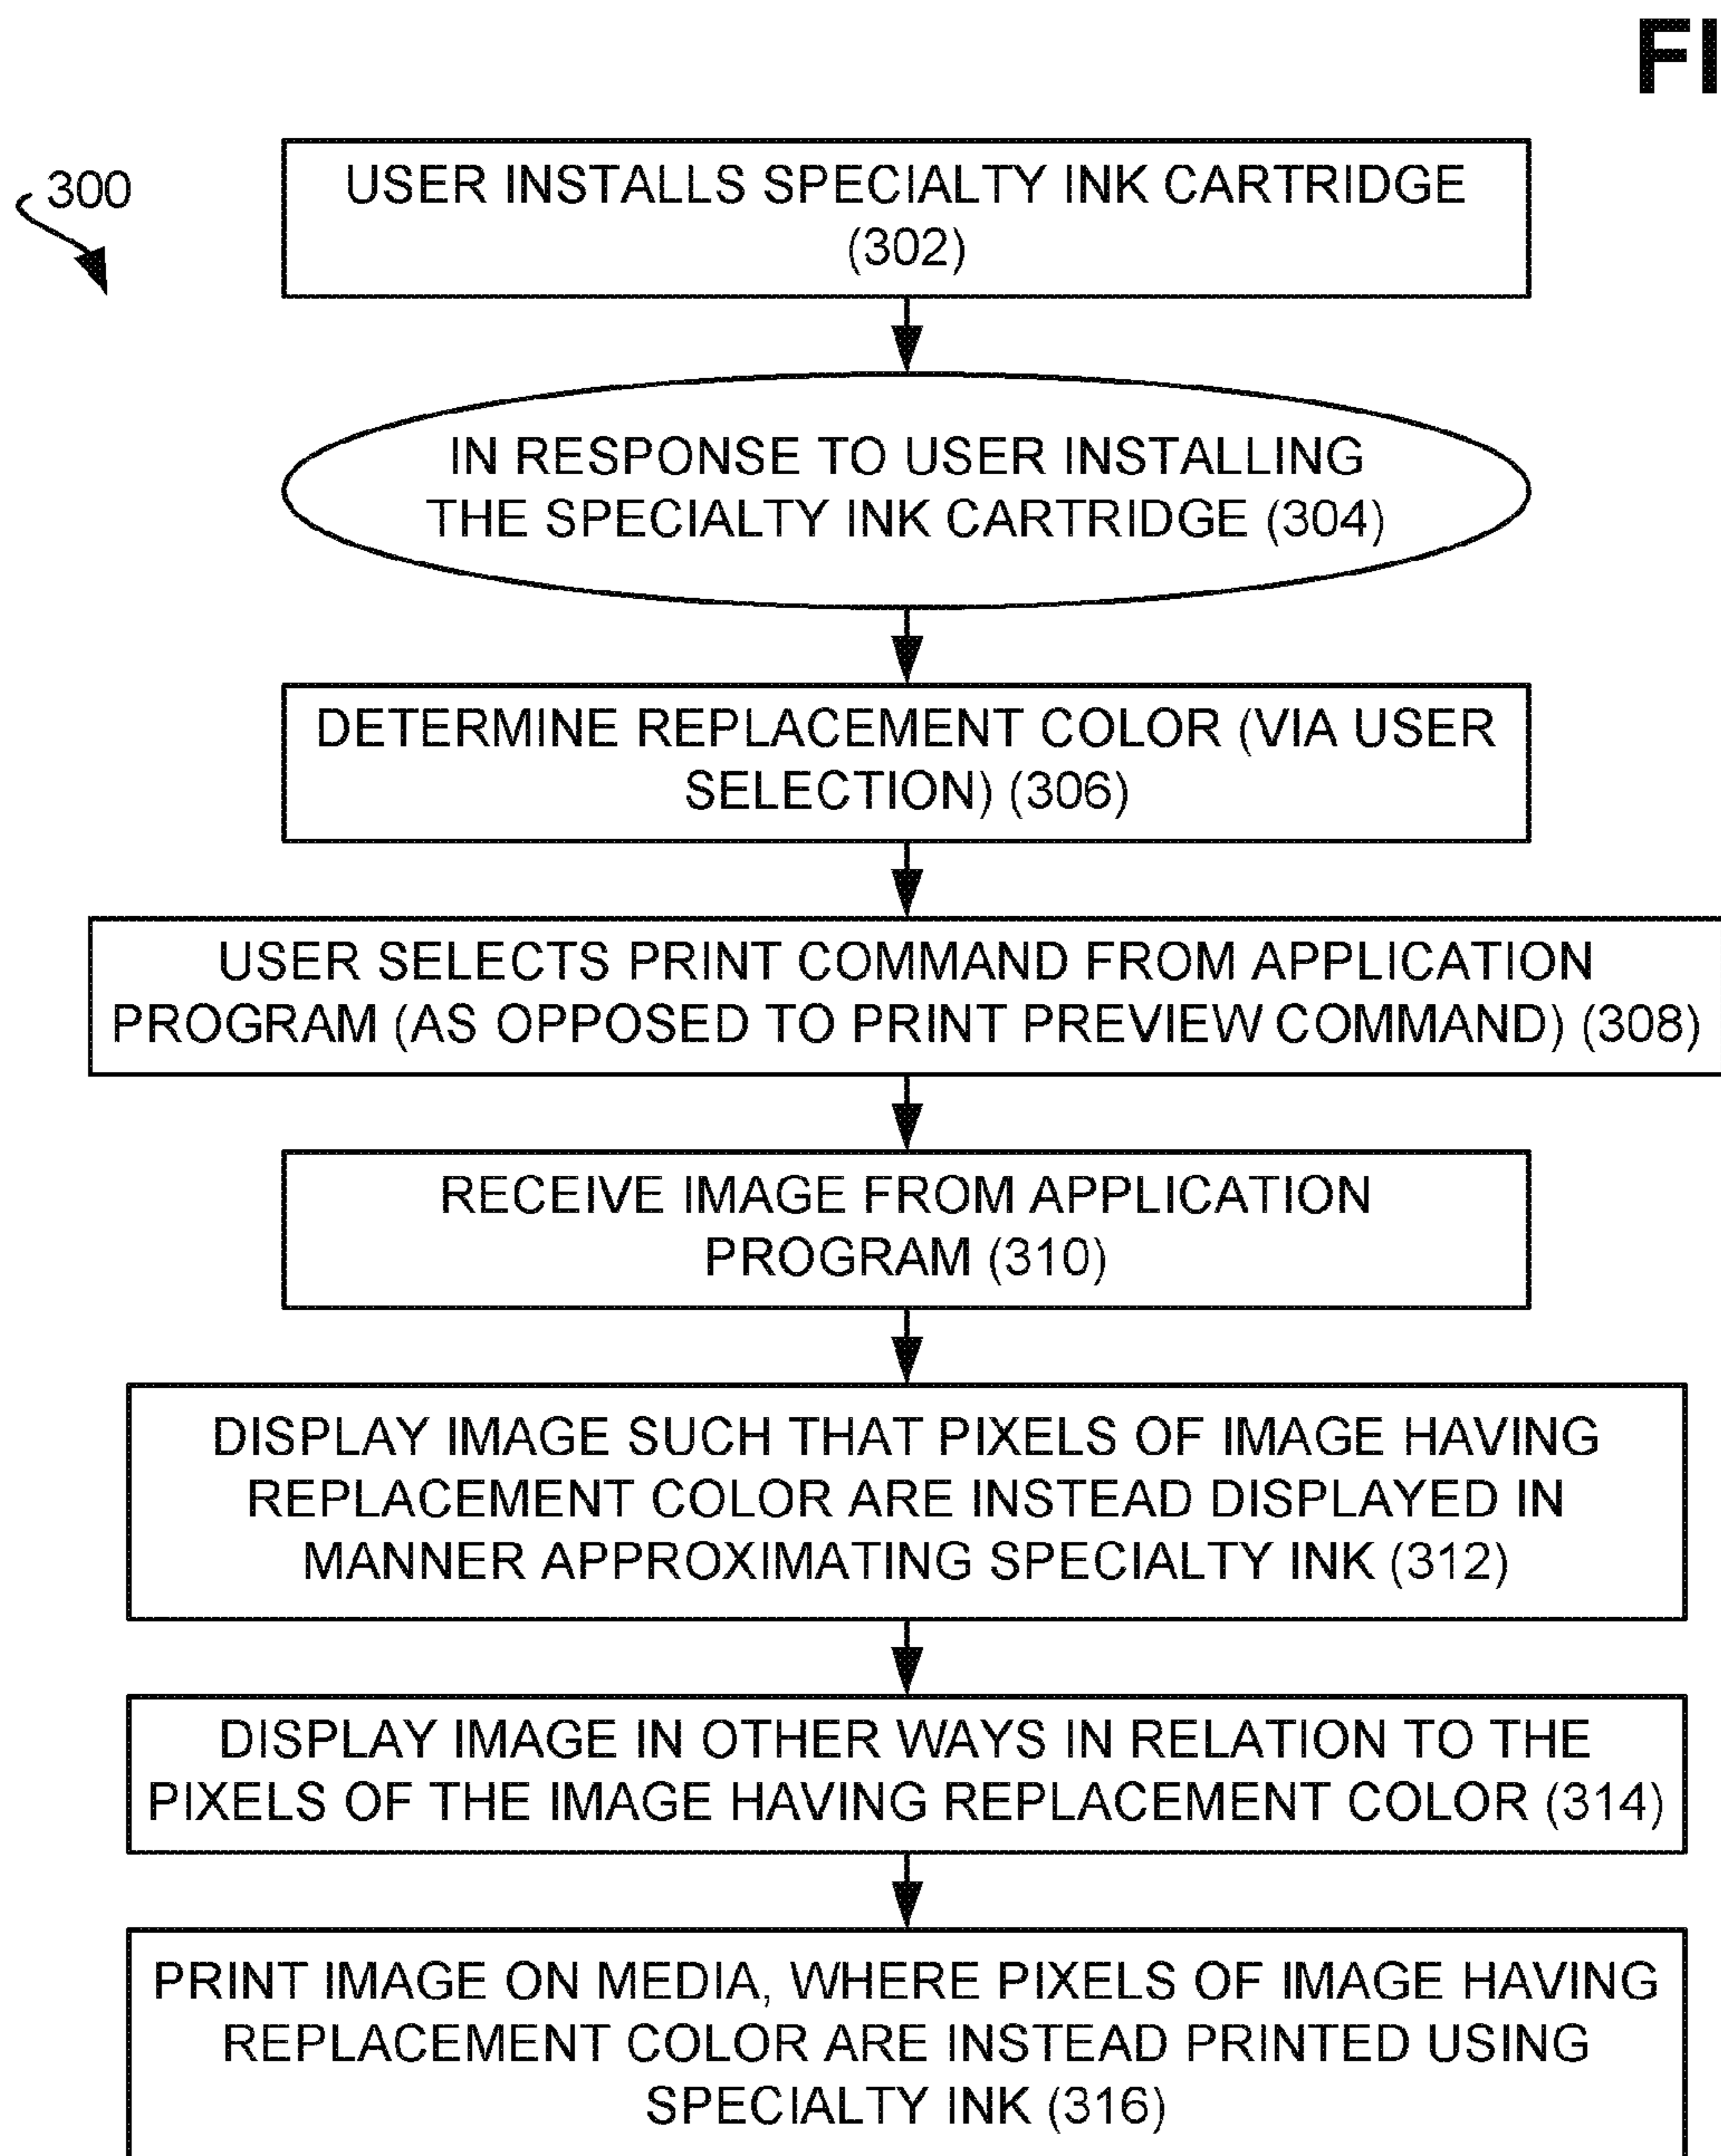 FI
300
USER INSTALLS SPECIALTY INK CARTRIDGE
(302)
IN RESPONSE TO USER INSTALLING
THE SPECIALTY INK CARTRIDGE (304)
DETERMINE REPLACEMENT COLOR (VIA USER
SELECTION) (306)
USER SELECTS PRINT COMMAND FROM APPLICATION
PROGRAM (AS OPPOSED TO PRINT PREVIEW COMMAND) (308)
RECEIVE IMAGE FROM APPLICATION
PROGRAM (310)
DISPLAY IMAGE SUCH THAT PIXELS OF IMAGE HAVING
REPLACEMENT COLOR ARE INSTEAD DISPLAYED IN
MANNER APPROXIMATING SPECIALTY INK (312)
DISPLAY IMAGE IN OTHER WAYS IN RELATION TO THE
PIXELS OF THE IMAGE HAVING REPLACEMENT COLOR (314)
PRINT IMAGE ON MEDIA, WHERE PIXELS OF IMAGE HAVING
REPLACEMENT COLOR ARE INSTEAD PRINTED USING
SPECIALTY INK (316)